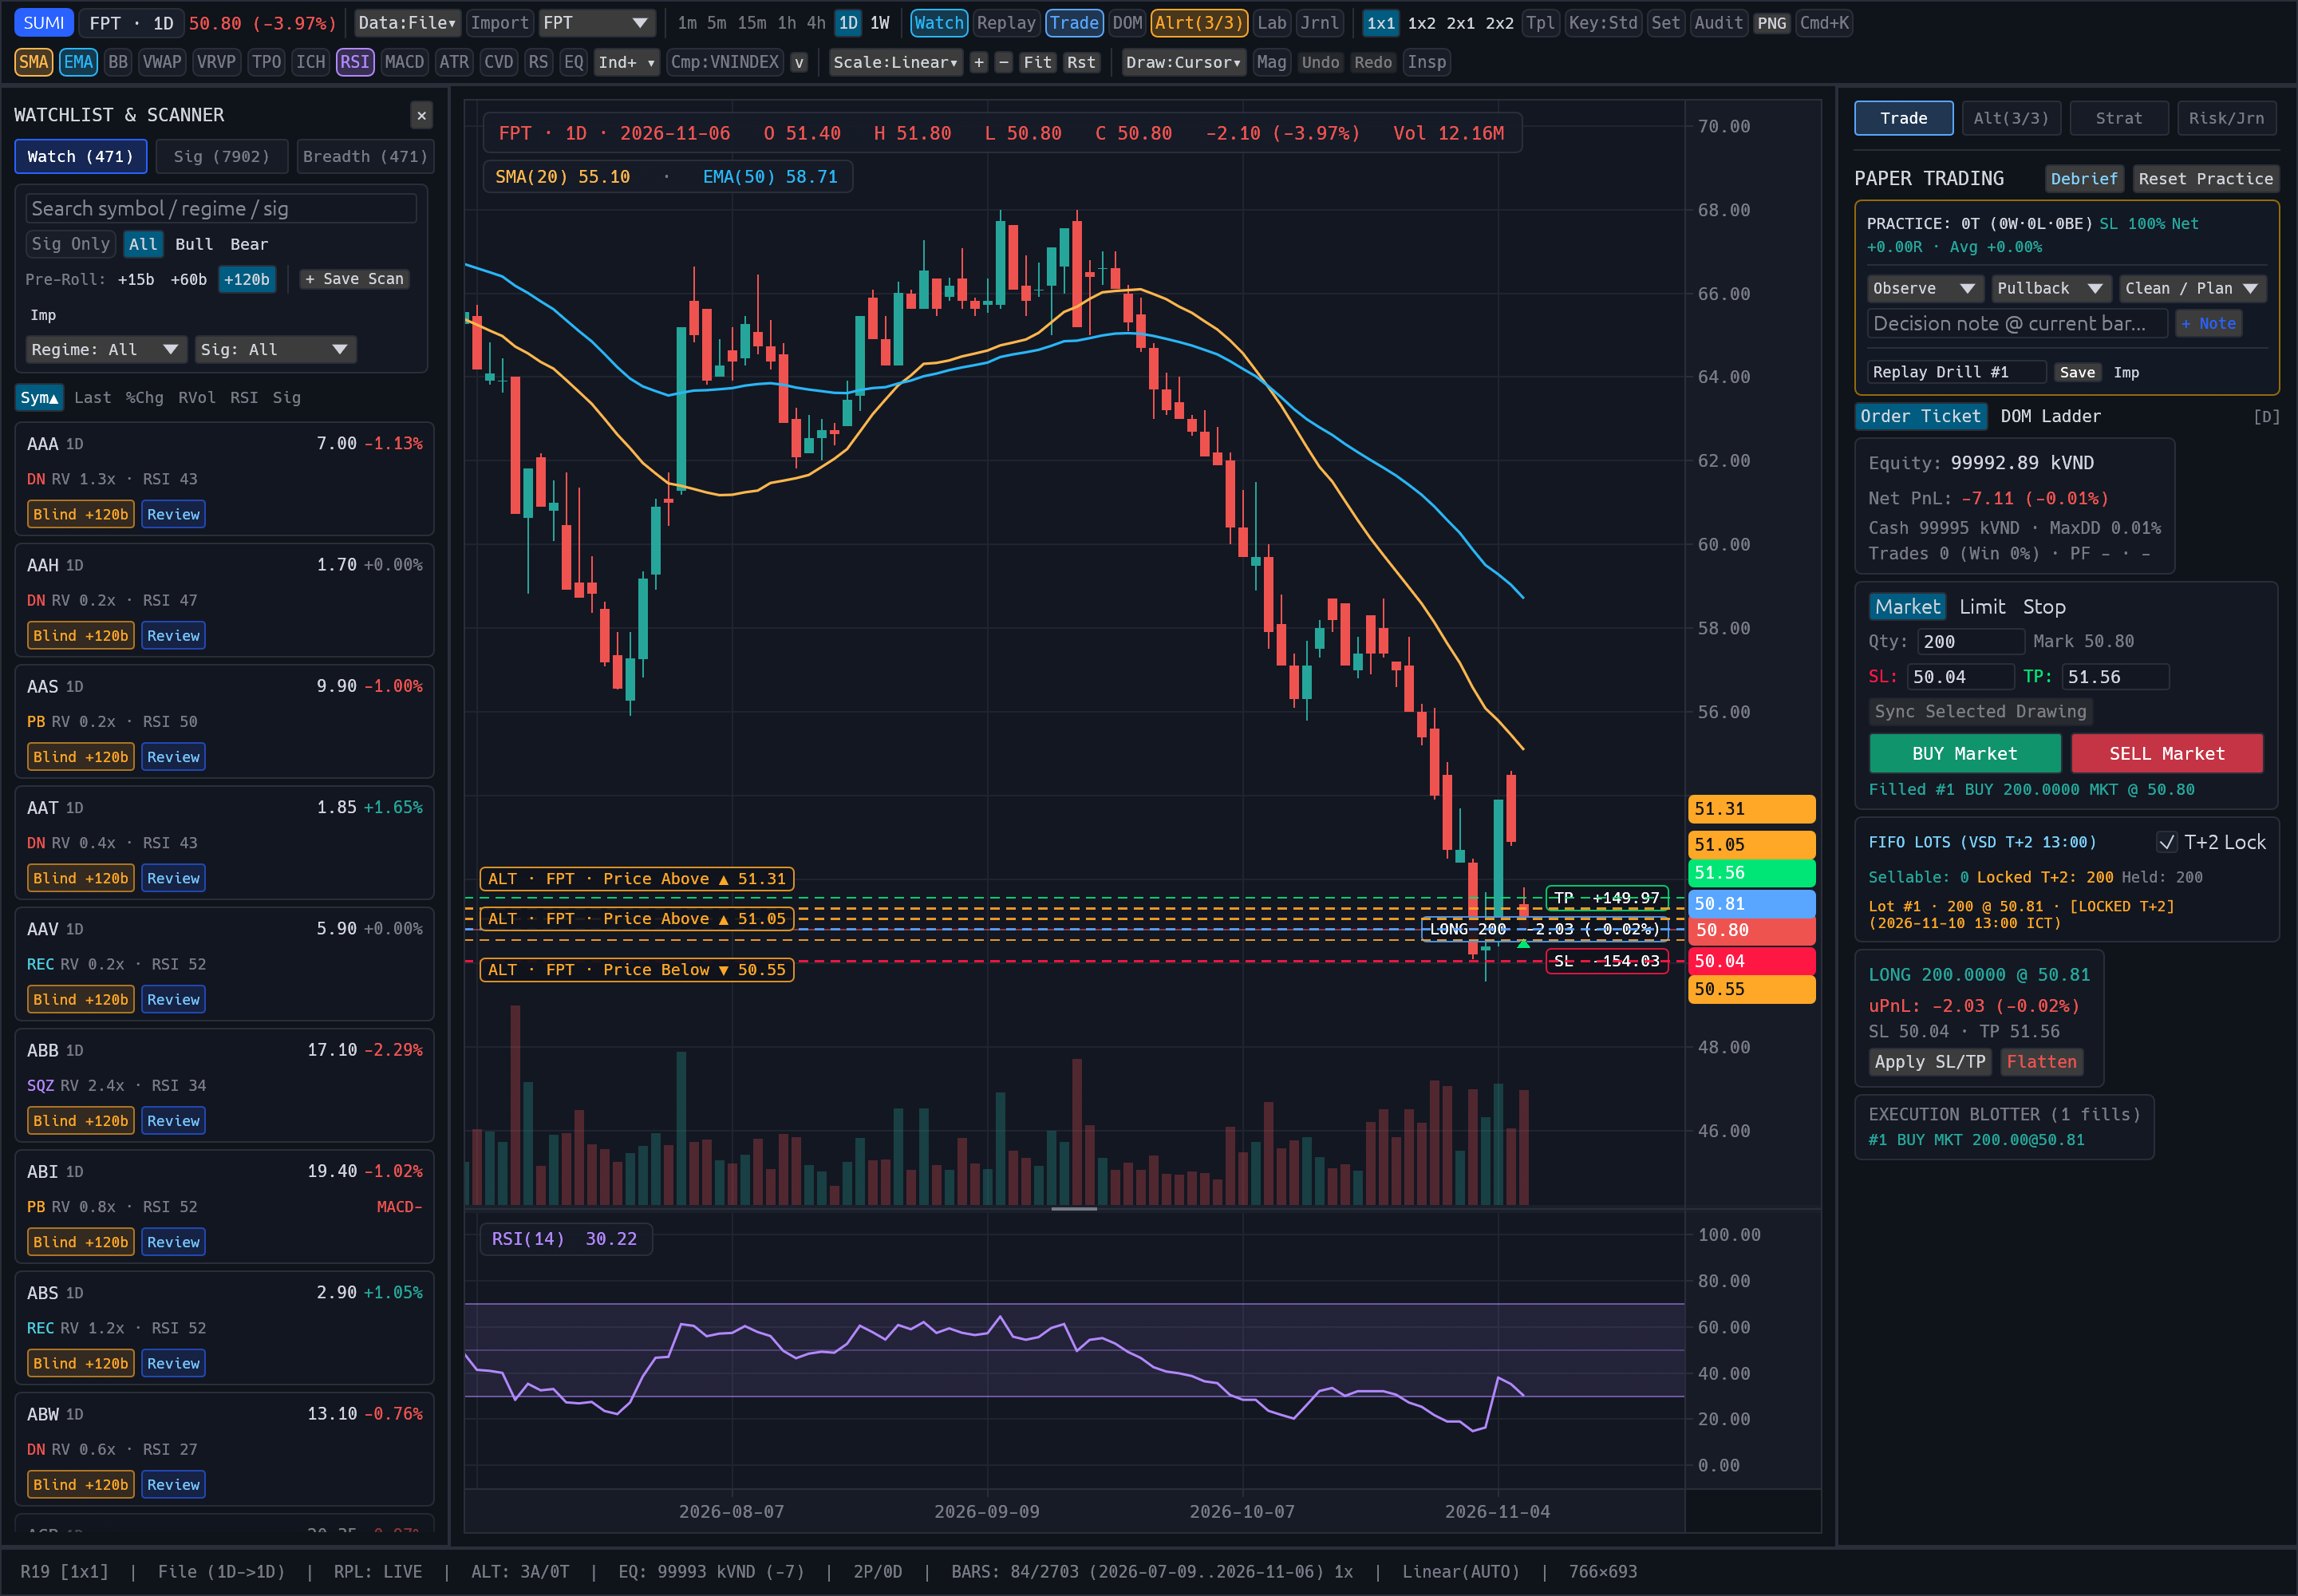 SUMI FPT · 1D 50.80 (-3.97%) Data:File▾ Import FPT ▼ 1m 5m 15m 1h 4h 1D 1W Watch Replay Trade DOM Alrt(3/3) Lab Jrnl 1x1 1x2 2x1 2x2 Tpl Key:Std Set Audit PNG Cmd+K
SMA EMA BB VWAP VRVP TPO ICH RSI MACD ATR CVD RS EQ Ind+ ▾ Cmp:VNINDEX v Scale:Linear▾ + − Fit Rst Draw:Cursor▾ Mag Undo Redo Insp
WATCHLIST & SCANNER ×
Watch (471) Sig (7902) Breadth (471)
Search symbol / regime / sig
Sig Only All Bull Bear
Pre-Roll: +15b +60b +120b + Save Scan
Imp
Regime: All ▼ Sig: All ▼
Sym▲ Last %Chg RVol RSI Sig
AAA 1D 7.00 -1.13%
DN RV 1.3x · RSI 43
Blind +120b Review
AAH 1D 1.70 +0.00%
DN RV 0.2x · RSI 47
Blind +120b Review
AAS 1D 9.90 -1.00%
PB RV 0.2x · RSI 50
Blind +120b Review
AAT 1D 1.85 +1.65%
DN RV 0.4x · RSI 43
Blind +120b Review
AAV 1D 5.90 +0.00%
REC RV 0.2x · RSI 52
Blind +120b Review
ABB 1D 17.10 -2.29%
SQZ RV 2.4x · RSI 34
Blind +120b Review
ABI 1D 19.40 -1.02%
PB RV 0.8x · RSI 52 MACD-
Blind +120b Review
ABS 1D 2.90 +1.05%
REC RV 1.2x · RSI 52
Blind +120b Review
ABW 1D 13.10 -0.76%
DN RV 0.6x · RSI 27
Blind +120b Review
FPT · 1D · 2026-11-06 O 51.40 H 51.80 L 50.80 C 50.80 -2.10 (-3.97%) Vol 12.16M
SMA(20) 55.10 · EMA(50) 58.71
70.00
68.00
66.00
64.00
62.00
60.00
58.00
56.00
51.31
51.05
51.56
50.81
50.80
50.04
50.55
48.00
46.00
ALT · FPT · Price Above ▲ 51.31
ALT · FPT · Price Above ▲ 51.05
ALT · FPT · Price Below ▼ 50.55
TP +149.97
LONG 200 -2.03 (-0.02%)
SL -154.03
RSI(14) 30.22
100.00
80.00
60.00
40.00
20.00
0.00
2026-08-07 2026-09-09 2026-10-07 2026-11-04
Trade Alt(3/3) Strat Risk/Jrn
PAPER TRADING Debrief Reset Practice
PRACTICE: 0T (0W·0L·0BE) SL 100% Net
+0.00R · Avg +0.00%
Observe ▼ Pullback ▼ Clean / Plan ▼
Decision note @ current bar... + Note
Replay Drill #1 Save Imp
Order Ticket DOM Ladder [D]
Equity: 99992.89 kVND
Net PnL: -7.11 (-0.01%)
Cash 99995 kVND · MaxDD 0.01%
Trades 0 (Win 0%) · PF - · -
Market Limit Stop
Qty: 200 Mark 50.80
SL: 50.04 TP: 51.56
Sync Selected Drawing
BUY Market SELL Market
Filled #1 BUY 200.0000 MKT @ 50.80
FIFO LOTS (VSD T+2 13:00) ✓ T+2 Lock
Sellable: 0 Locked T+2: 200 Held: 200
Lot #1 · 200 @ 50.81 · [LOCKED T+2]
(2026-11-10 13:00 ICT)
LONG 200.0000 @ 50.81
uPnL: -2.03 (-0.02%)
SL 50.04 · TP 51.56
Apply SL/TP Flatten
EXECUTION BLOTTER (1 fills)
#1 BUY MKT 200.00@50.81
R19 [1x1] | File (1D->1D) | RPL: LIVE | ALT: 3A/0T | EQ: 99993 kVND (-7) | 2P/0D | BARS: 84/2703 (2026-07-09..2026-11-06) 1x | Linear(AUTO) | 766×693